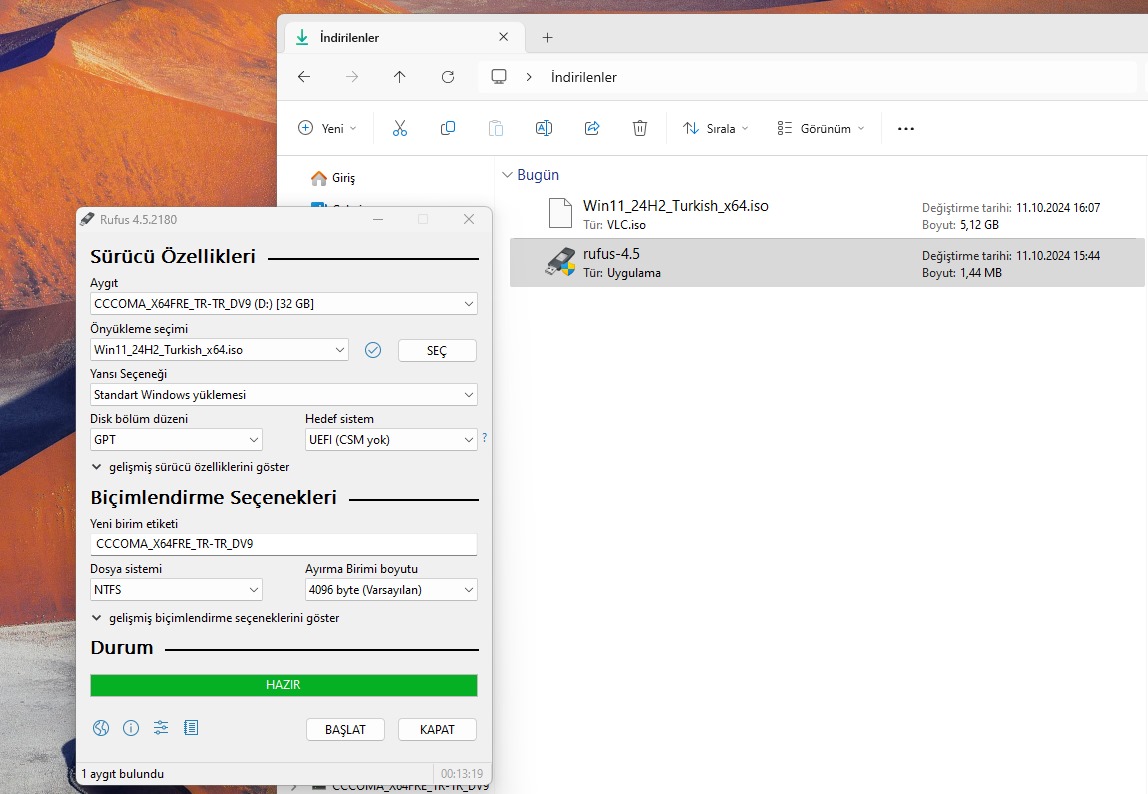 İndirilenler
İndirilenler
Yeni
Sırala
Görünüm
Giriş
Bugün
Win11_24H2_Turkish_x64.iso
Tür: VLC.iso
Değiştirme tarihi: 11.10.2024 16:07
Boyut: 5,12 GB
rufus-4.5
Tür: Uygulama
Değiştirme tarihi: 11.10.2024 15:44
Boyut: 1,44 MB
Rufus 4.5.2180
Sürücü Özellikleri
Aygıt
CCCOMA_X64FRE_TR-TR_DV9 (D:) [32 GB]
Önyükleme seçimi
Win11_24H2_Turkish_x64.iso
SEÇ
Yansı Seçeneği
Standart Windows yüklemesi
Disk bölüm düzeni Hedef sistem
GPT UEFI (CSM yok) ?
gelişmiş sürücü özelliklerini göster
Biçimlendirme Seçenekleri
Yeni birim etiketi
CCCOMA_X64FRE_TR-TR_DV9
Dosya sistemi Ayırma Birimi boyutu
NTFS 4096 byte (Varsayılan)
gelişmiş biçimlendirme seçeneklerini göster
Durum
HAZIR
BAŞLAT KAPAT
1 aygıt bulundu 00:13:19
CCCOMA_X64FRE_TR-TR_DV9